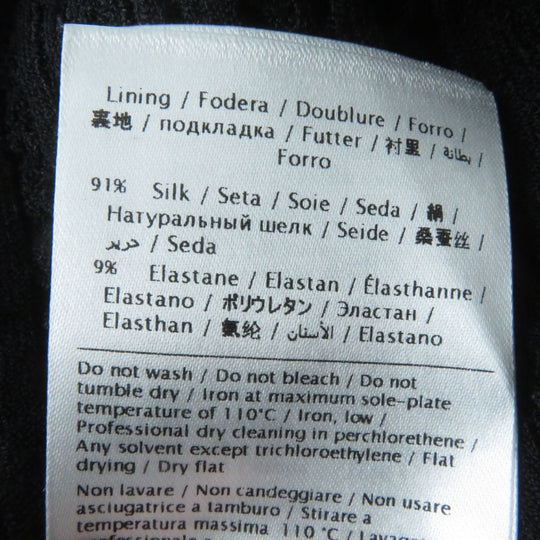 Lining / Fodera / Doublure / Forro /
裏地 / подкладка / Futter / 衬里 / بطانة /
Forro
91% Silk / Seta / Soie / Seda / 絹 /
Натуральный шелк / Seide / 桑蚕丝 /
حرير / Seda
9% Elastane / Elastan / Élasthanne /
Elastano / ポリウレタン / Эластан /
Elasthan / 氨纶 / الأستان / Elastano
Do not wash / Do not bleach / Do not
tumble dry / Iron at maximum sole-plate
temperature of 110°C / Iron, low /
Professional dry cleaning in perchlorethene /
Any solvent except trichloroethylene / Flat
drying / Dry flat
Non lavare / Non candeggiare / Non usare
asciugatrice a tamburo / Stirare a
temperatura massima 110°C /